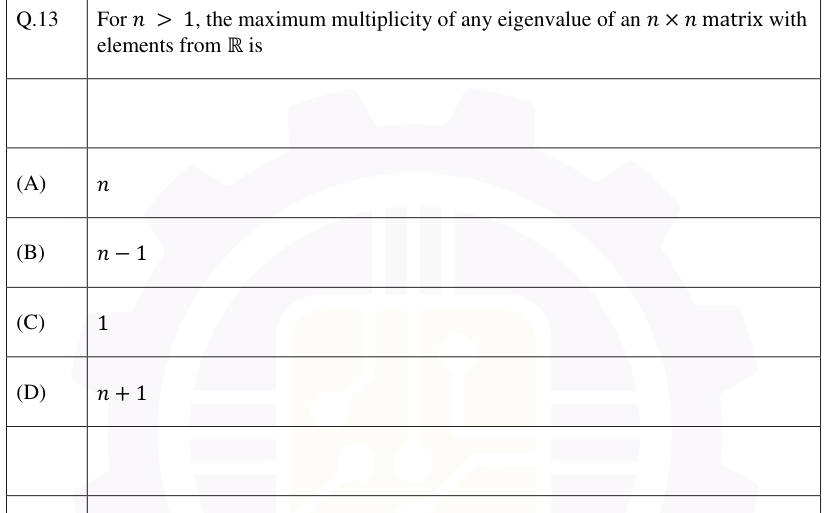 Q.13 For n > 1, the maximum multiplicity of any eigenvalue of an n × n matrix with
elements from ℝ is
(A) n
(B) n − 1
(C) 1
(D) n + 1